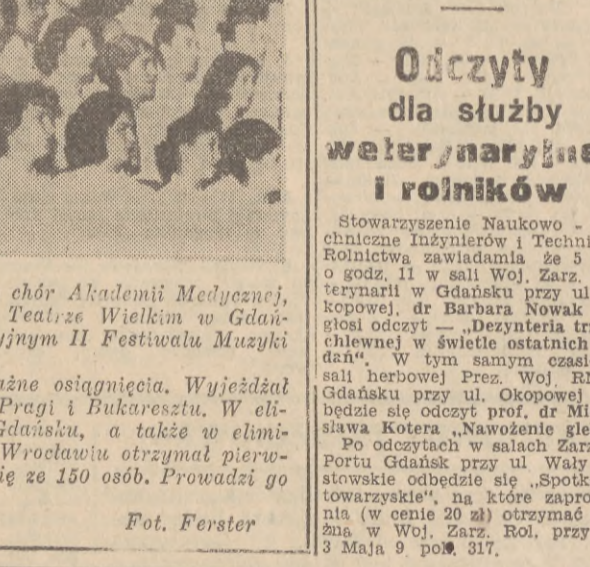 chór Akademii Medycznej,
Teatrze Wielkim w Gdań-
yjnym II Festiwalu Muzyki
ażne osiągnięcia. Wyjeżdżał
Pragi i Bukaresztu. W eli-
Gdańsku, a także w elimi-
Wrocławiu otrzymał pierw-
ię ze 150 osób. Prowadzi go
Fot. Ferster
Odczyty
dla służby
weterynaryjne
i rolników
Stowarzyszenie Naukowo -
chniczne Inżynierów i Techni
Rolnictwa zawiadamia że 5
o godz. 11 w sali Woj. Zarz.
terynarii w Gdańsku przy ul
kopowej, dr Barbara Nowak
głosi odczyt — „Dezynteria trz
chlewnej w świetle ostatnich
dań". W tym samym czasi
sali herbowej Prez. Woj. RN
Gdańsku przy ul. Okopowej
będzie się odczyt prof. dr Mi
sława Kotera „Nawożenie gle
Po odczytach w salach Zarz
Portu Gdańsk przy ul Wały
stowskie odbędzie się „Spotk
towarzyskie", na które zapro
nia (w cenie 20 zł) otrzymać
żna w Woj. Zarz. Rol. przy
3 Maja 9 pok. 317.